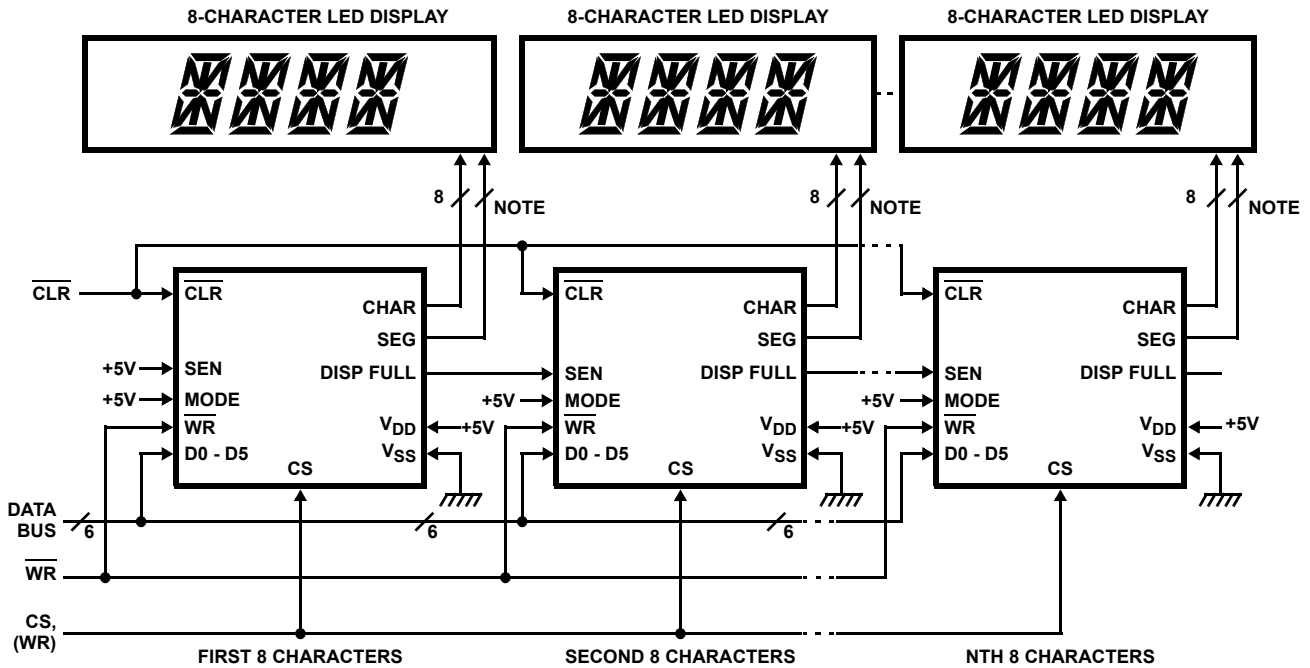 8-CHARACTER LED DISPLAY 8-CHARACTER LED DISPLAY 8-CHARACTER LED DISPLAY
8 NOTE 8 NOTE 8 NOTE
CLR CLR CLR CLR
CHAR CHAR CHAR
SEG SEG SEG
+5V SEN DISP FULL SEN DISP FULL SEN DISP FULL
+5V MODE +5V MODE +5V MODE
WR VDD +5V WR VDD +5V WR VDD +5V
D0 - D5 VSS D0 - D5 VSS D0 - D5 VSS
CS CS CS
DATA
BUS 6 6 6
WR
CS,
(WR)
FIRST 8 CHARACTERS SECOND 8 CHARACTERS NTH 8 CHARACTERS